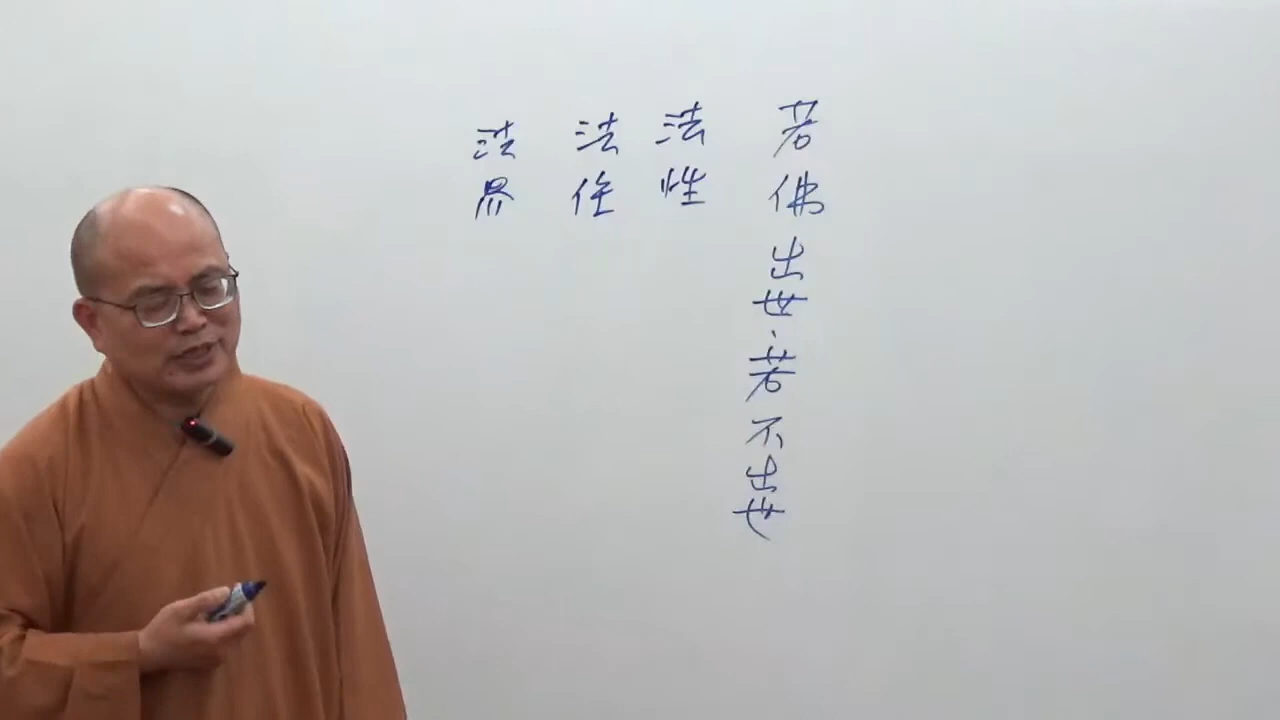 若佛出世·若不出世
法性
法住
法界